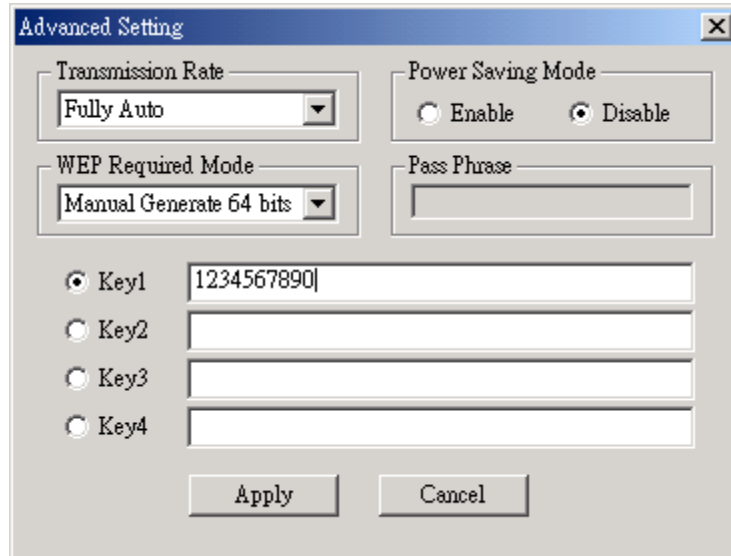 Advanced Setting
Transmission Rate
Power Saving Mode
Fully Auto
Enable
Disable
WEP Required Mode
Pass Phrase
Manual Generate 64 bits
Key1
1234567890
Key2
Key3
Key4
Apply
Cancel